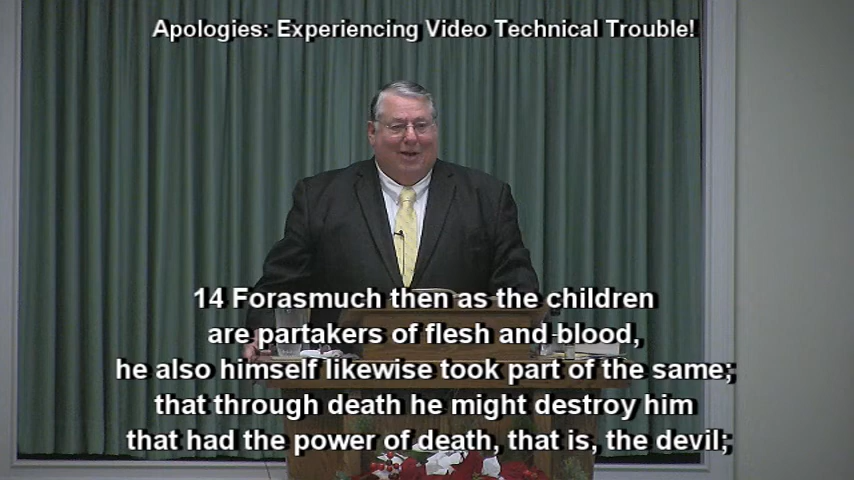 Apologies: Experiencing Video Technical Trouble!
14 Forasmuch then as the children
are partakers of flesh and blood,
he also himself likewise took part of the same;
that through death he might destroy him
that had the power of death, that is, the devil;